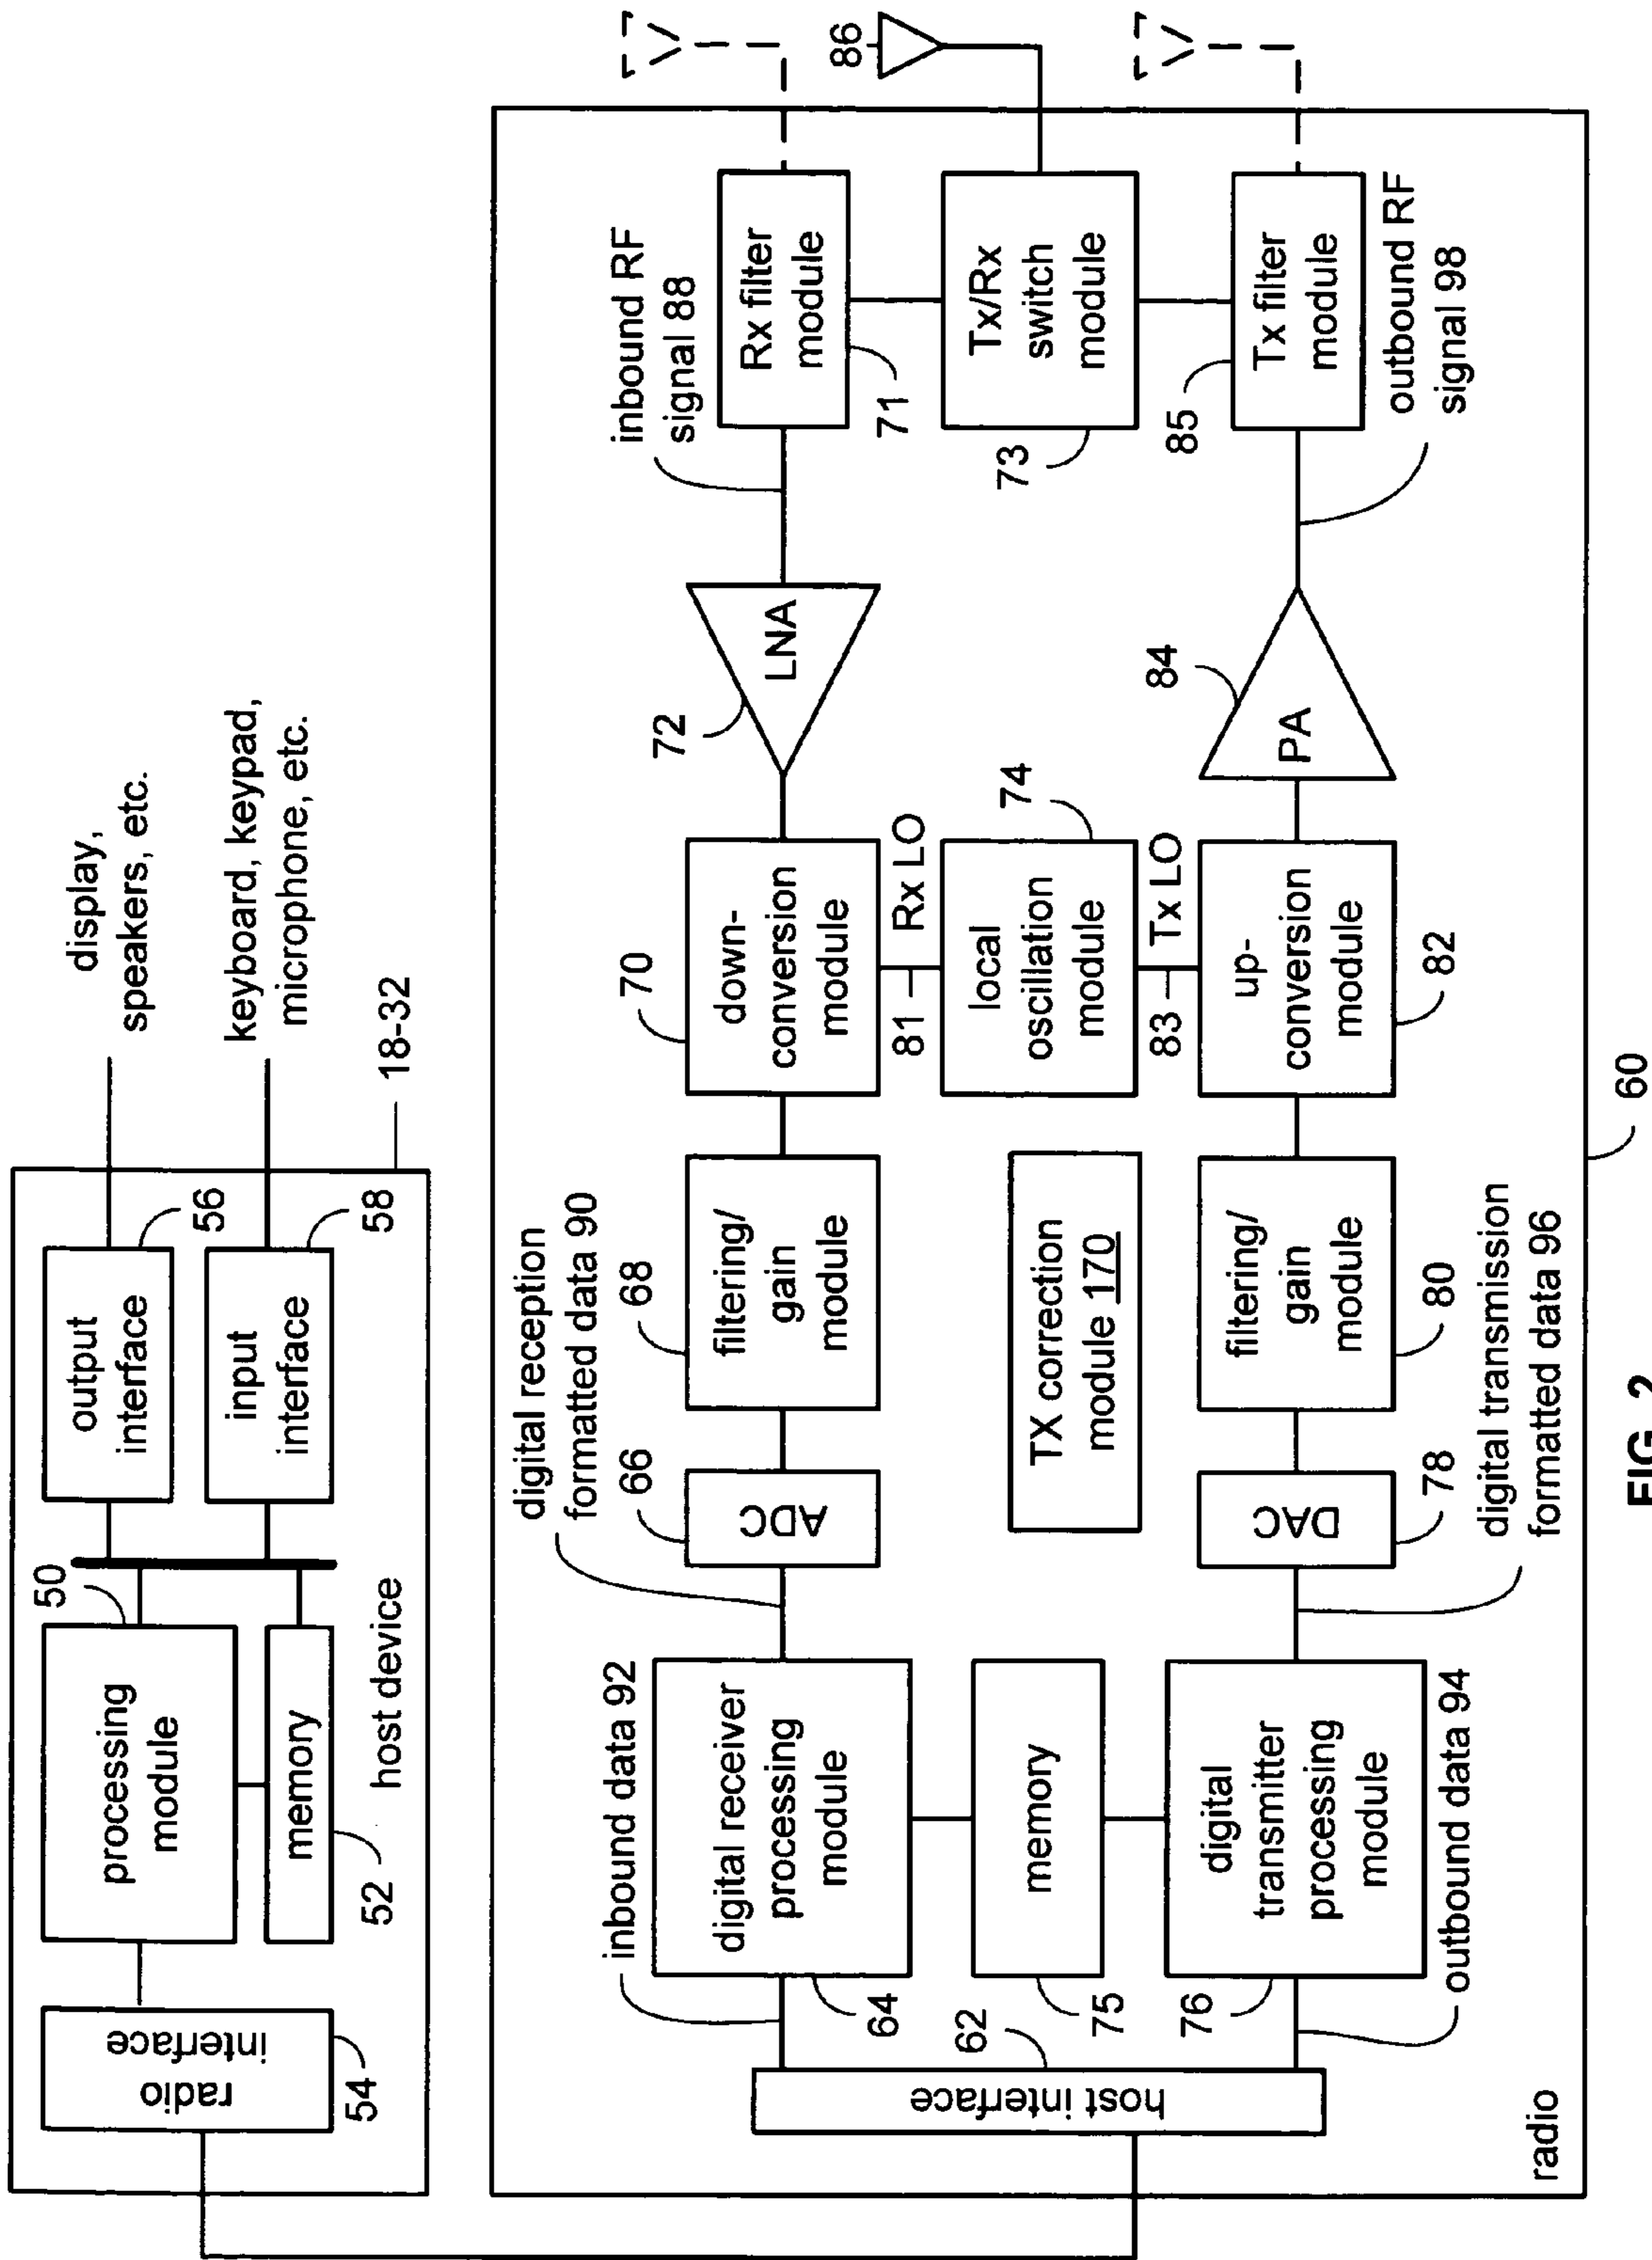 display,
speakers, etc.
keyboard, keypad,
microphone, etc.
18-32
radio
interface
54
processing
module
50
memory
52
host device
output
interface
56
input
interface
58
inbound data 92
digital reception
formatted data 90
inbound RF
signal 88
host interface
62
digital receiver
processing
module
64
ADC
66
filtering/
gain
module
68
down-
conversion
module
70
LNA
72
Rx filter
module
71
86
memory
75
TX correction
module 170
81
Rx LO
local
oscillation
module
74
83
Tx LO
Tx/Rx
switch
module
73
digital
transmitter
processing
module
76
DAC
78
filtering/
gain
module
80
up-
conversion
module
82
PA
84
Tx filter
module
85
outbound data 94
digital transmission
formatted data 96
outbound RF
signal 98
radio
60
FIG. 2